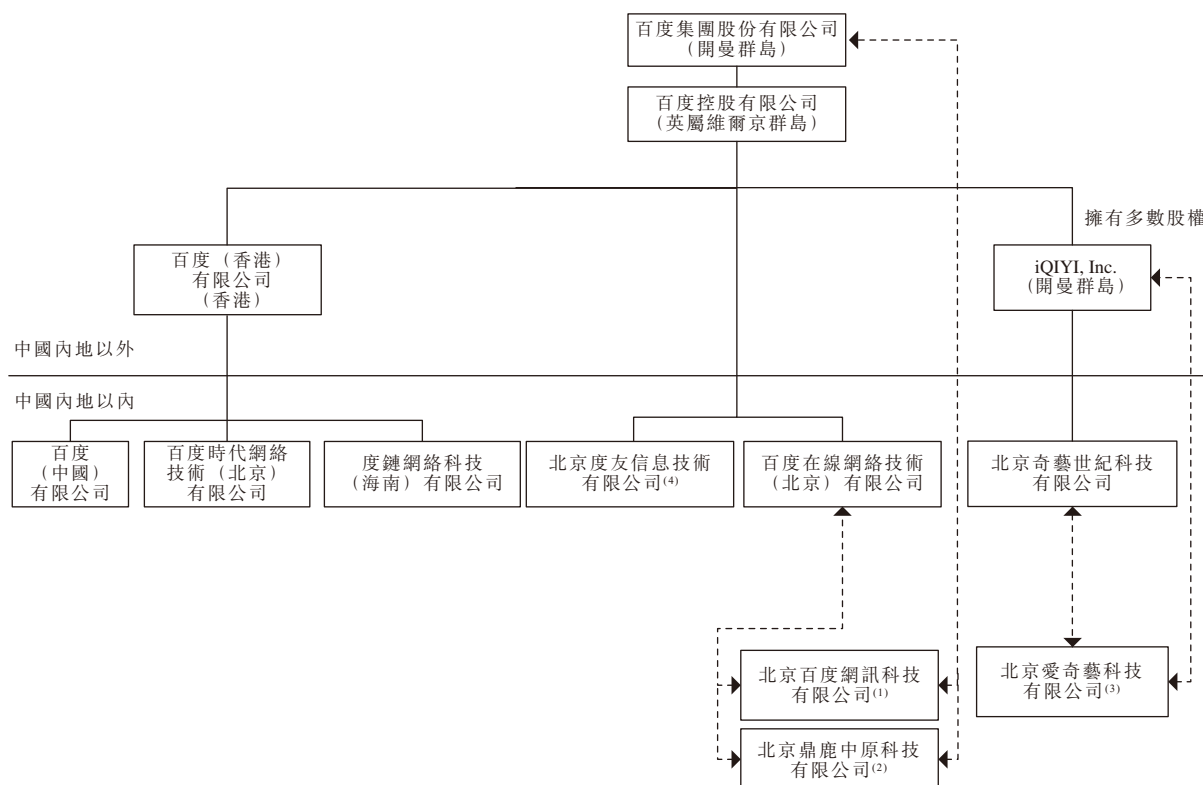 百度集團股份有限公司
(開曼群島)
百度控股有限公司
(英屬維爾京群島)
擁有多數股權
百度（香港）
有限公司
(香港)
iQIYI, Inc.
(開曼群島)
中國內地以外
中國內地以內
百度
(中國)
有限公司
百度時代網絡
技術（北京）
有限公司
度鏈網絡科技
(海南）有限公司
北京度友信息技術
有限公司(4)
百度在線網絡技術
(北京）有限公司
北京奇藝世紀科技
有限公司
北京百度網訊科技
有限公司(1)
北京愛奇藝科技
有限公司(3)
北京鼎鹿中原科技
有限公司(2)